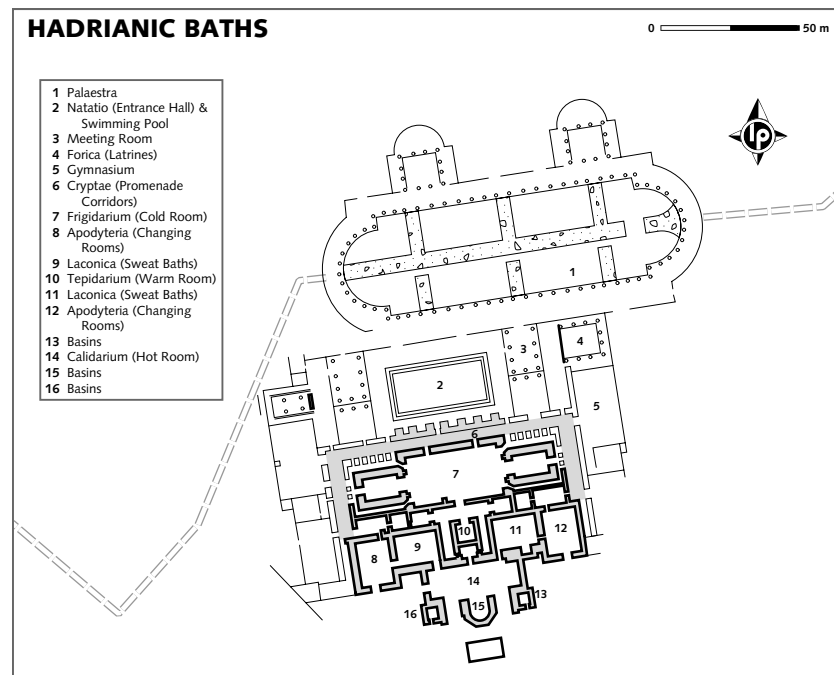 HADRIANIC BATHS
0 50 m
1 Palaestra
2 Natatio (Entrance Hall) &
Swimming Pool
3 Meeting Room
4 Forica (Latrines)
5 Gymnasium
6 Cryptae (Promenade
Corridors)
7 Frigidarium (Cold Room)
8 Apodyteria (Changing
Rooms)
9 Laconica (Sweat Baths)
10 Tepidarium (Warm Room)
11 Laconica (Sweat Baths)
12 Apodyteria (Changing
Rooms)
13 Basins
14 Calidarium (Hot Room)
15 Basins
16 Basins
lp
1
3
4
2
5
6
7
10
11
12
9
8
14
13
15
16